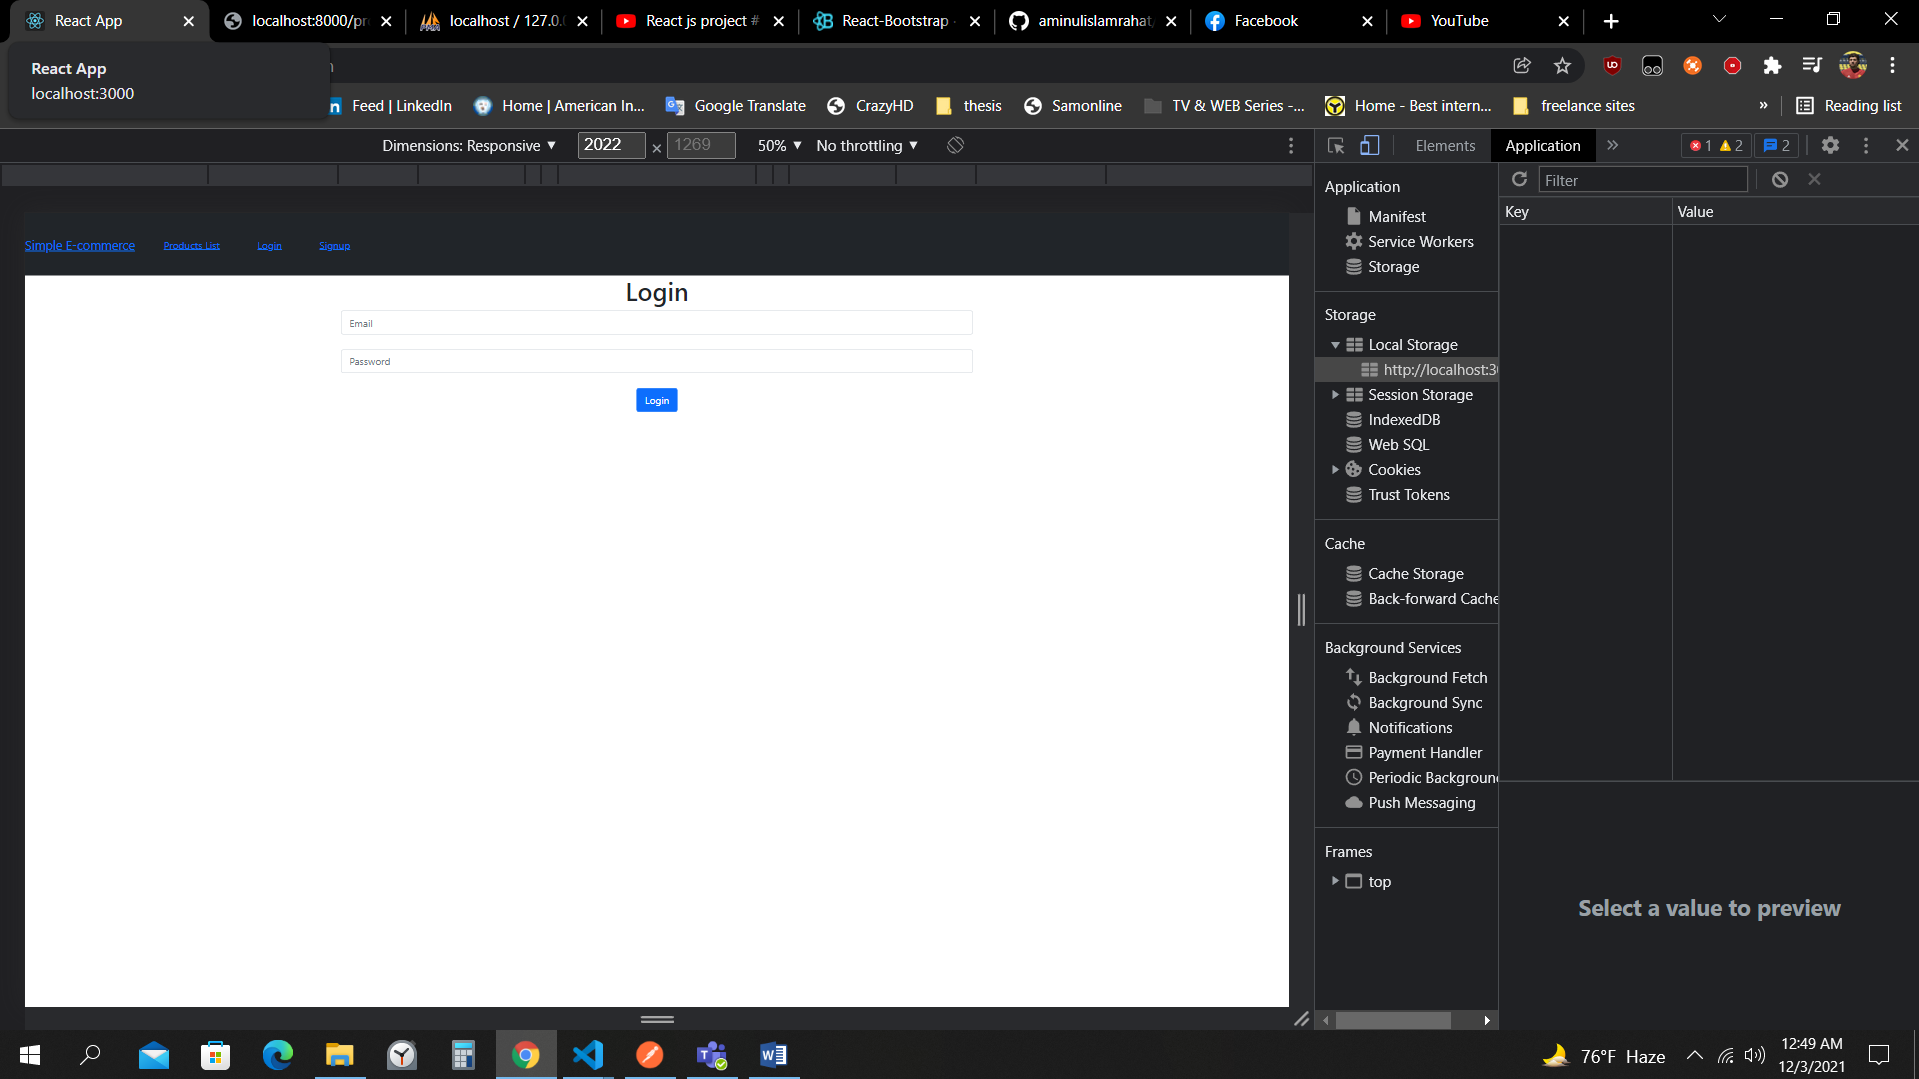 React App
localhost:8000/pr
localhost / 127.0.0
React js project #
React-Bootstrap
aminulislamrahat
Facebook
YouTube
React App
localhost:3000
Feed | LinkedIn
Home | American In...
Google Translate
CrazyHD
thesis
Samonline
TV & WEB Series -...
Home - Best intern...
freelance sites
»
Reading list
Dimensions: Responsive ▼
2022 × 1269
50% ▼
No throttling ▼
Elements
Application
»
1
2
2
Simple E-commerce
Products List
Login
Signup
Login
Email
Password
Login
Application
Manifest
Service Workers
Storage
Storage
Local Storage
http://localhost:30
Session Storage
IndexedDB
Web SQL
Cookies
Trust Tokens
Cache
Cache Storage
Back-forward Cache
Background Services
Background Fetch
Background Sync
Notifications
Payment Handler
Periodic Background
Push Messaging
Frames
top
Filter
Key
Value
Select a value to preview
76°F Haze
12:49 AM
12/3/2021